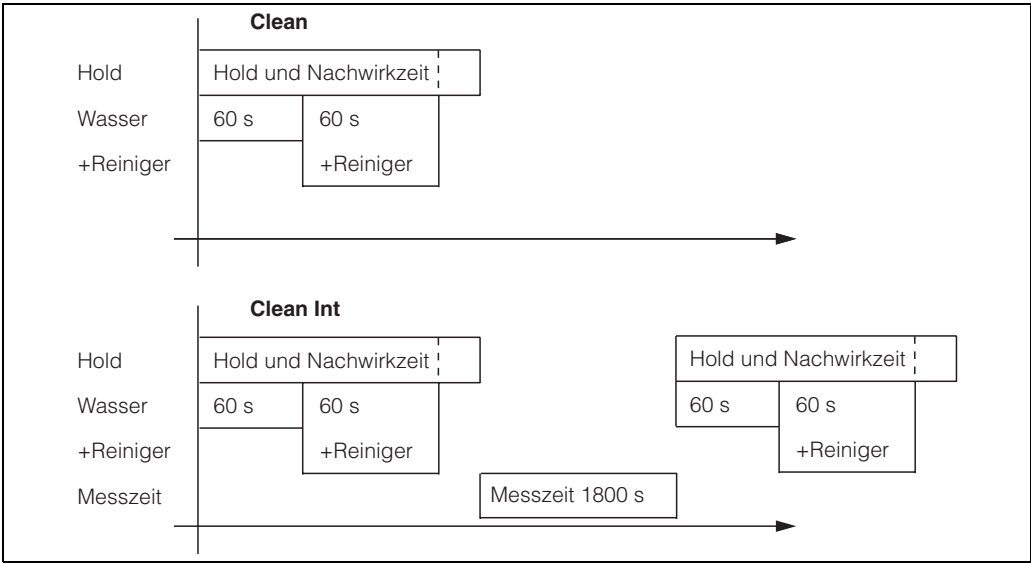 Clean
Hold Hold und Nachwirkzeit
Wasser 60 s 60 s
+Reiniger +Reiniger
Clean Int
Hold Hold und Nachwirkzeit Hold und Nachwirkzeit
Wasser 60 s 60 s 60 s 60 s
+Reiniger +Reiniger +Reiniger
Messzeit Messzeit 1800 s